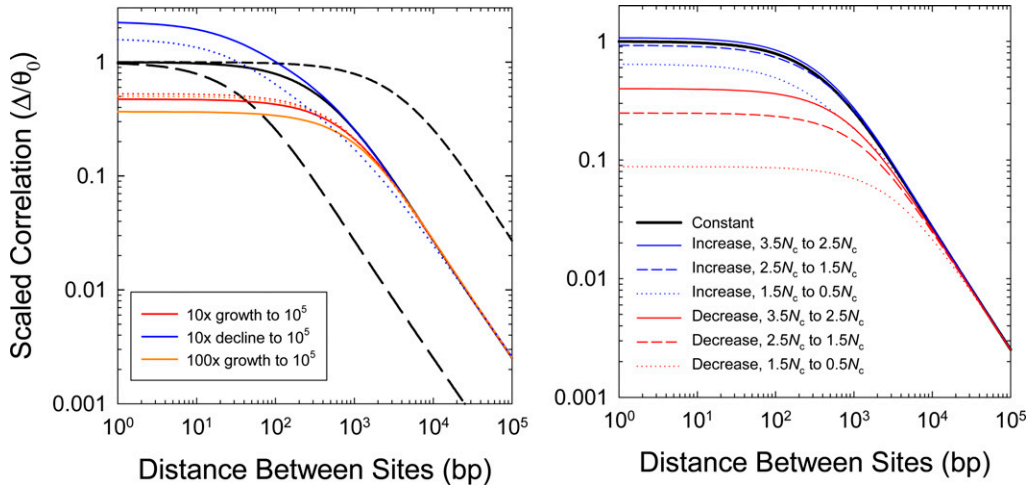 Scaled Correlation (Δ/θ0)
1
0.1
0.01
0.001
10^0 10^1 10^2 10^3 10^4 10^5
Distance Between Sites (bp)
10x growth to 10^5
10x decline to 10^5
100x growth to 10^5
1
0.1
0.01
0.001
10^0 10^1 10^2 10^3 10^4 10^5
Distance Between Sites (bp)
Constant
Increase, 3.5Nc to 2.5Nc
Increase, 2.5Nc to 1.5Nc
Increase, 1.5Nc to 0.5Nc
Decrease, 3.5Nc to 2.5Nc
Decrease, 2.5Nc to 1.5Nc
Decrease, 1.5Nc to 0.5Nc